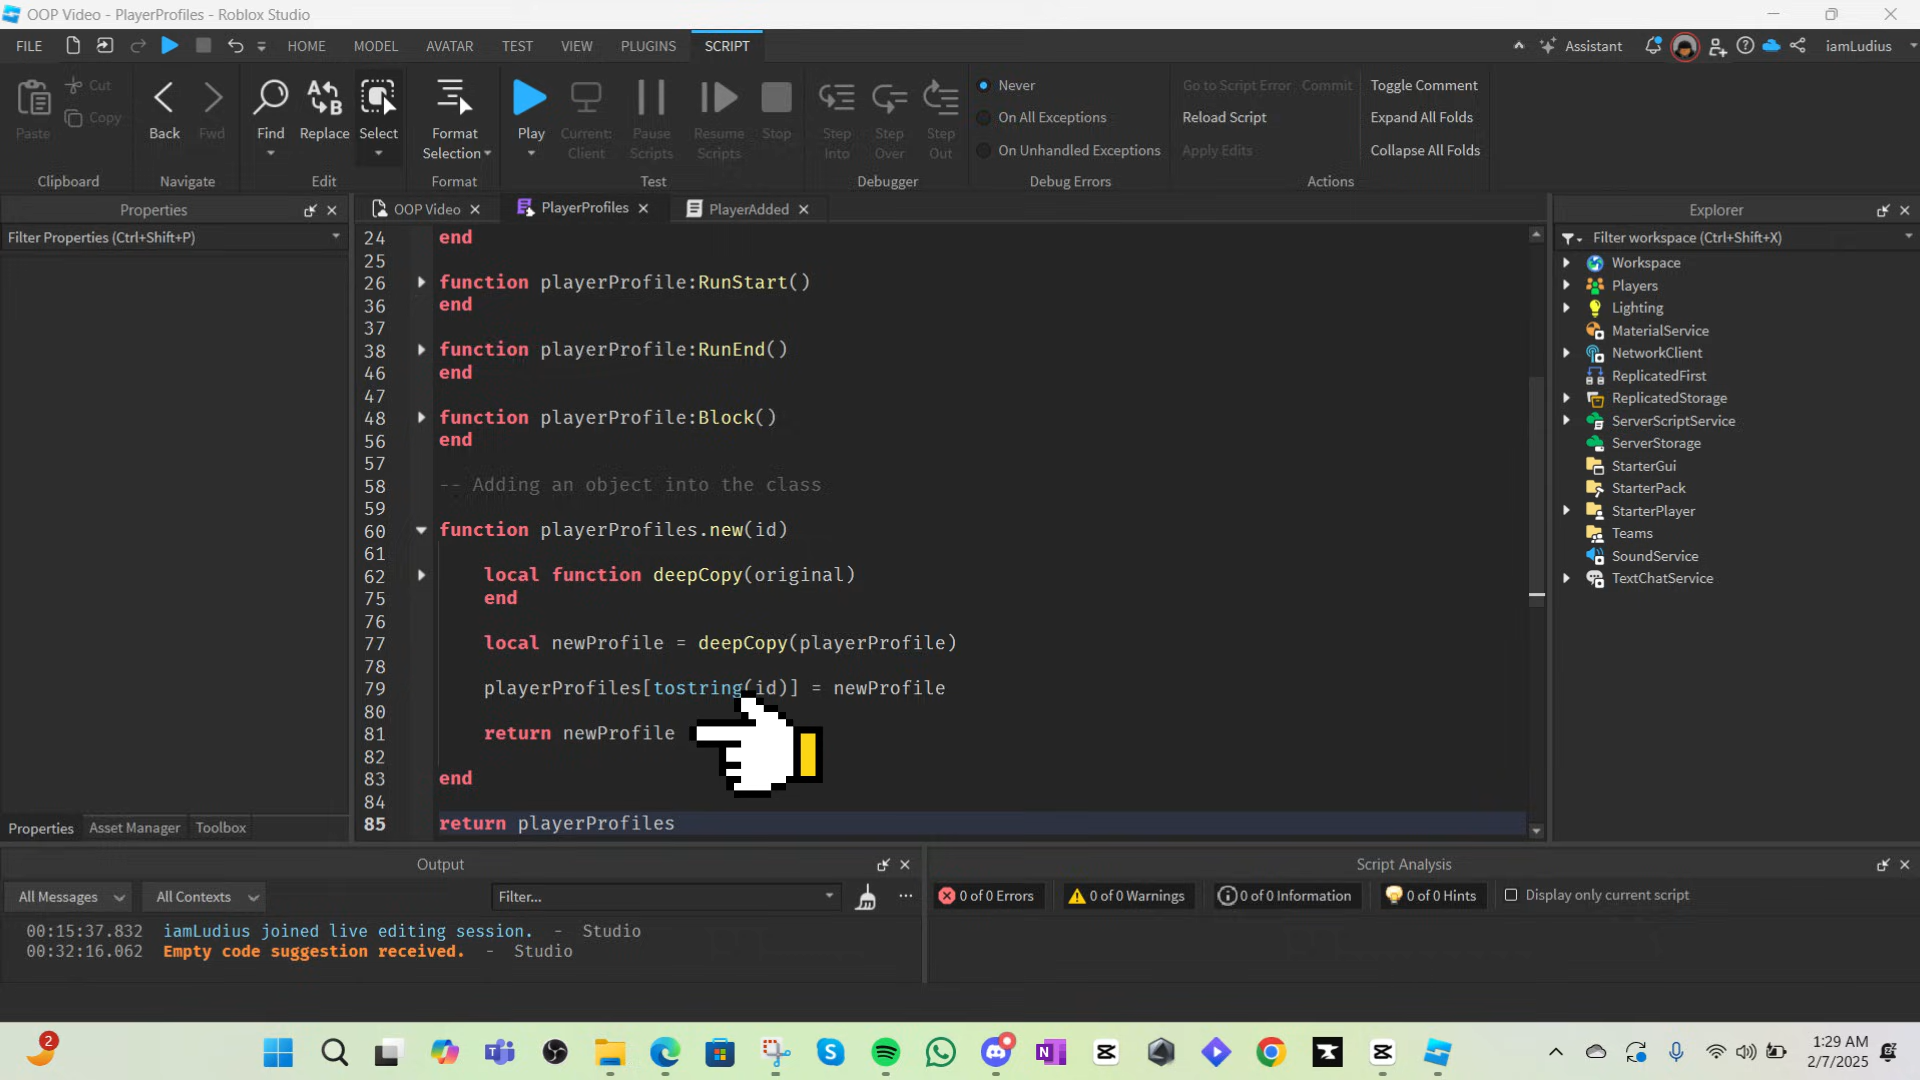 OOP Video - PlayerProfiles - Roblox Studio
FILE HOME MODEL AVATAR TEST VIEW PLUGINS SCRIPT Assistant iamLudius
Paste Cut Copy
Clipboard
Back Fwd
Navigate
Find Replace Select
Edit
Format Selection
Format
Play Current: Client Pause Scripts Resume Scripts Stop
Test
Step Into Step Over Step Out
Debugger
Never
On All Exceptions
On Unhandled Exceptions
Debug Errors
Go to Script Error Commit Toggle Comment
Reload Script Expand All Folds
Apply Edits Collapse All Folds
Actions
Properties
Filter Properties (Ctrl+Shift+P)
OOP Video PlayerProfiles PlayerAdded
24 end
25
26 function playerProfile:RunStart()
36 end
37
38 function playerProfile:RunEnd()
46 end
47
48 function playerProfile:Block()
56 end
57
58 -- Adding an object into the class
59
60 function playerProfiles.new(id)
61
62 local function deepCopy(original)
75 end
76
77 local newProfile = deepCopy(playerProfile)
78
79 playerProfiles[tostring(id)] = newProfile
80
81 return newProfile
82
83 end
84
85 return playerProfiles
Explorer
Filter workspace (Ctrl+Shift+X)
Workspace
Players
Lighting
MaterialService
NetworkClient
ReplicatedFirst
ReplicatedStorage
ServerScriptService
ServerStorage
StarterGui
StarterPack
StarterPlayer
Teams
SoundService
TextChatService
Properties Asset Manager Toolbox
Output
All Messages All Contexts Filter...
00:15:37.832 iamLudius joined live editing session. - Studio
00:32:16.062 Empty code suggestion received. - Studio
Script Analysis
0 of 0 Errors 0 of 0 Warnings 0 of 0 Information 0 of 0 Hints Display only current script
2
1:29 AM
2/7/2025